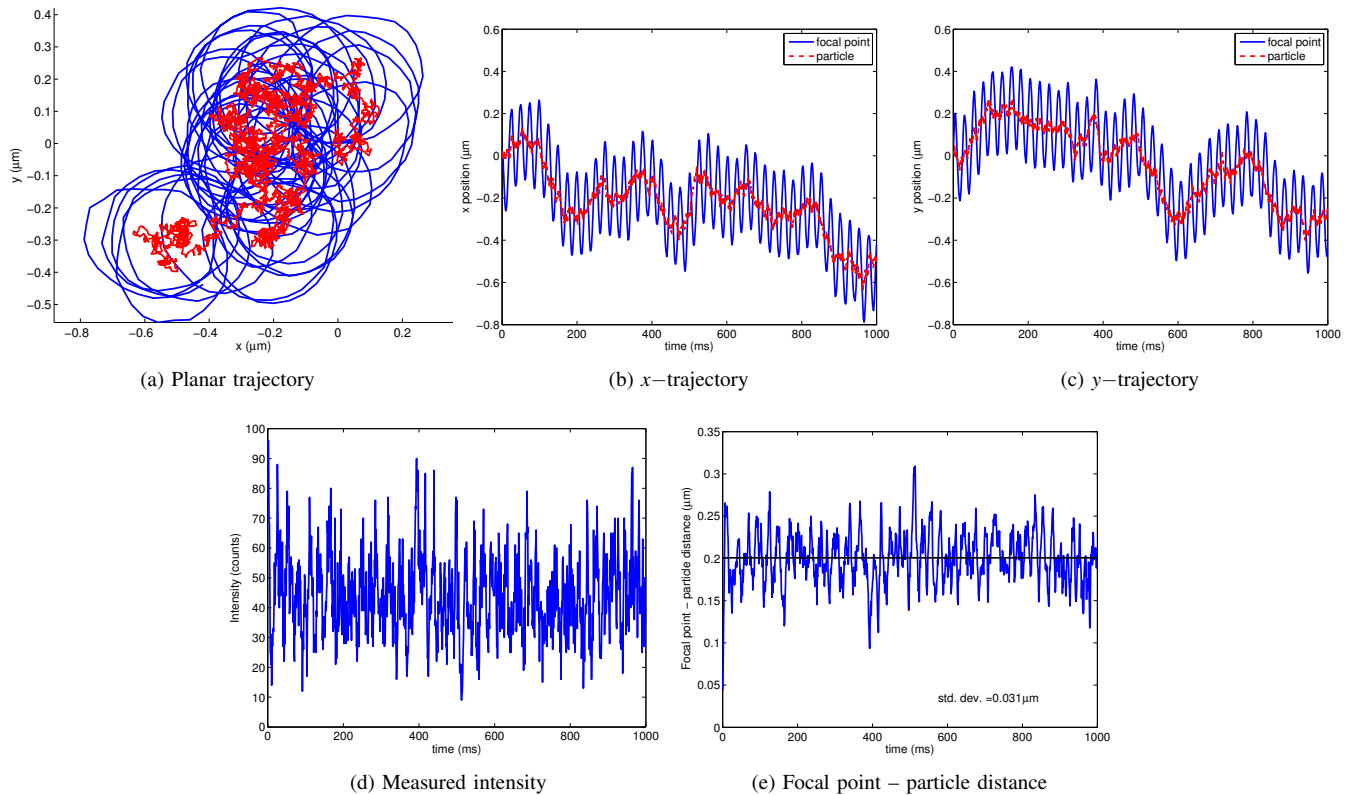 0.4
0.3
0.2
0.1
0
−0.1
−0.2
−0.3
−0.4
−0.5
y (μm)
−0.8 −0.6 −0.4 −0.2 0 0.2
x (μm)
(a) Planar trajectory
focal point
particle
0.6
0.4
0.2
0
−0.2
−0.4
−0.6
−0.8
x position (μm
0 200 400 600 800 1000
time (ms)
(b) x−trajectory
focal point
particle
0.6
0.4
0.2
0
−0.2
−0.4
−0.6
−0.8
y position (μm
0 200 400 600 800 1000
time (ms)
(c) y−trajectory
100
90
80
70
60
50
40
30
20
10
0
Intensity (counts)
0 200 400 600 800 1000
time (ms)
(d) Measured intensity
0.35
0.3
0.25
0.2
0.15
0.1
0.05
0
Focal point − particle distance (μm)
std. dev. =0.031μm
0 200 400 600 800 1000
time (ms)
(e) Focal point – particle distance